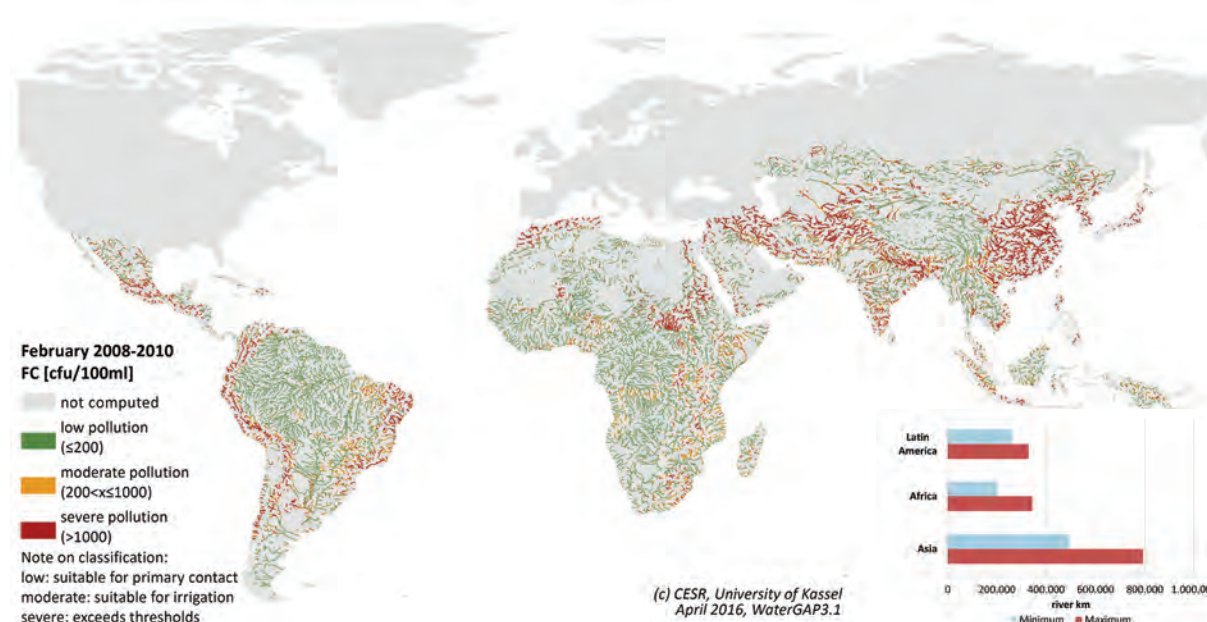 February 2008-2010
FC [cfu/100ml]
not computed
low pollution
(≤200)
moderate pollution
(200<x≤1000)
severe pollution
(>1000)
Note on classification:
low: suitable for primary contact
moderate: suitable for irrigation
severe: exceeds thresholds
(c) CESR, University of Kassel
April 2016, WaterGAP3.1
Latin
America
Africa
Asia
0 200.000 400.000 600.000 800.000 1.000.00
river km
Minimum Maximum